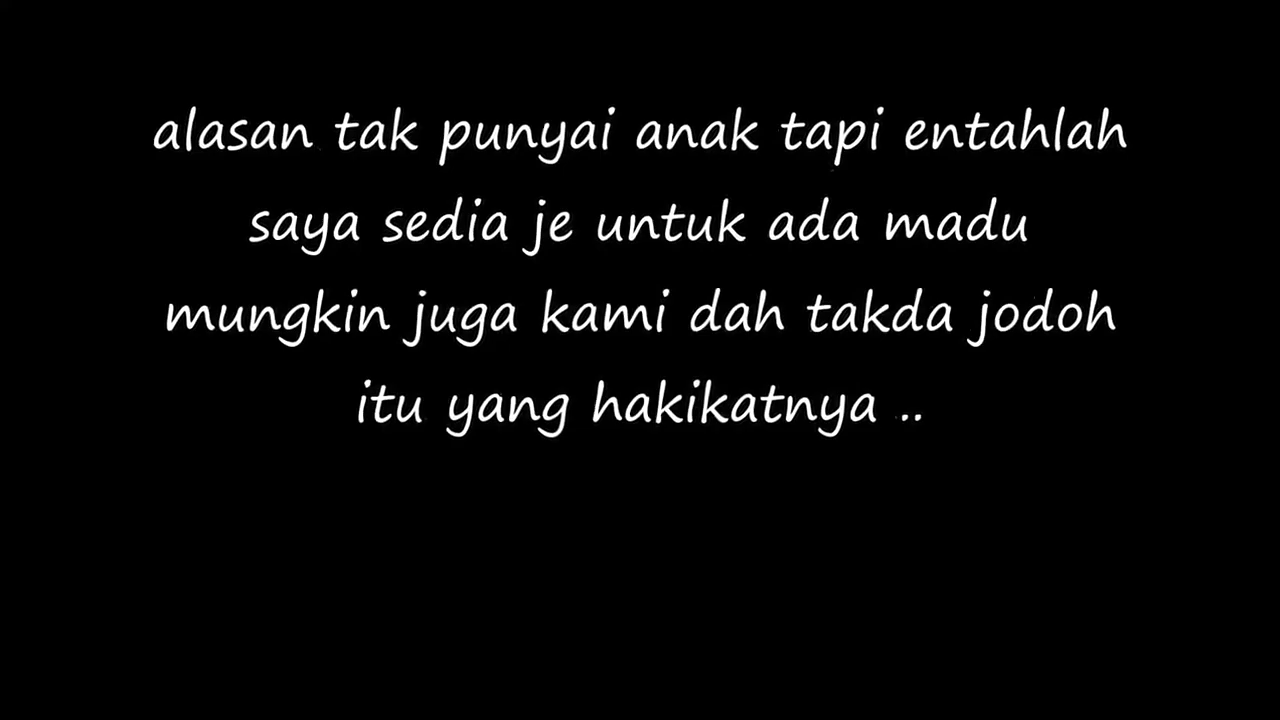 alasan tak punyai anak tapi entahlah
saya sedia je untuk ada madu
mungkin juga kami dah takda jodoh
itu yang hakikatnya ..